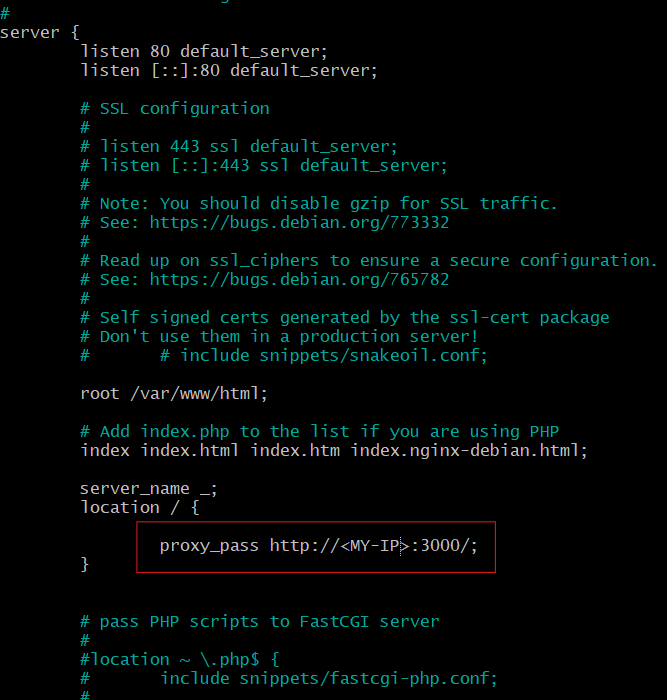 #
server {
listen 80 default_server;
listen [::]:80 default_server;
# SSL configuration
#
# listen 443 ssl default_server;
# listen [::]:443 ssl default_server;
#
# Note: You should disable gzip for SSL traffic.
# See: https://bugs.debian.org/773332
#
# Read up on ssl_ciphers to ensure a secure configuration.
# See: https://bugs.debian.org/765782
#
# Self signed certs generated by the ssl-cert package
# Don't use them in a production server!
#       # include snippets/snakeoil.conf;
root /var/www/html;
# Add index.php to the list if you are using PHP
index index.html index.htm index.nginx-debian.html;
server_name _;
location / {
proxy_pass http://<MY-IP>:3000/;
}
# pass PHP scripts to FastCGI server
#
#location ~ \.php$ {
#       include snippets/fastcgi-php.conf;
#